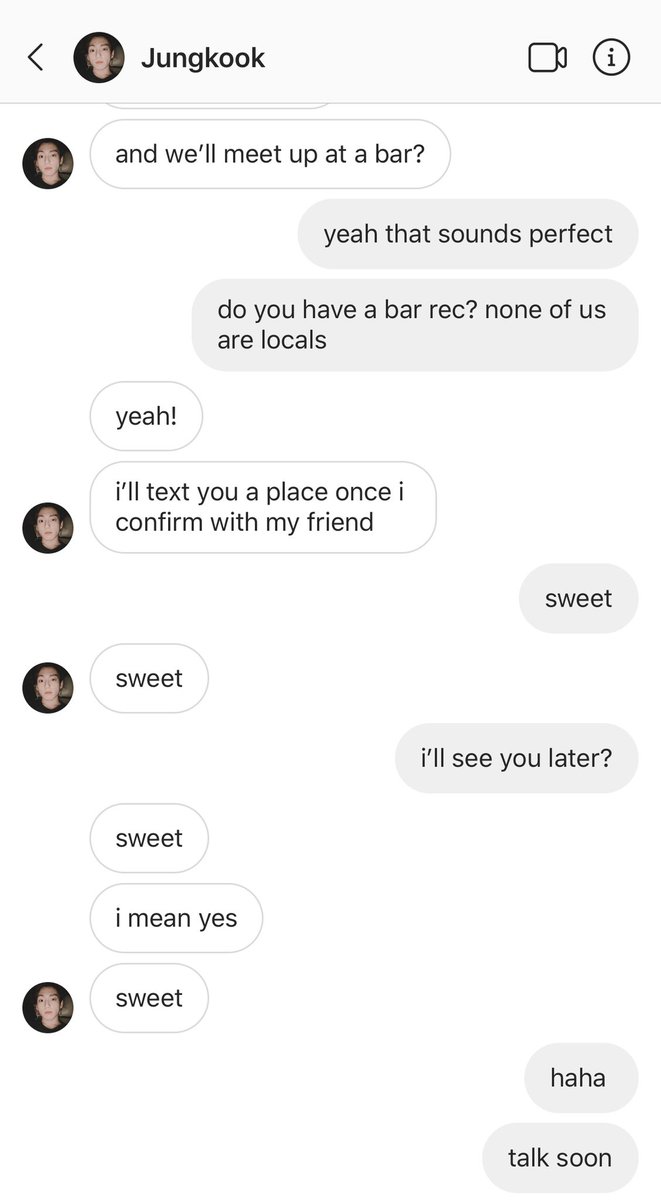 Jungkook
and we’ll meet up at a bar?
yeah that sounds perfect
do you have a bar rec? none of us
are locals
yeah!
i’ll text you a place once i
confirm with my friend
sweet
sweet
i’ll see you later?
sweet
i mean yes
sweet
haha
talk soon